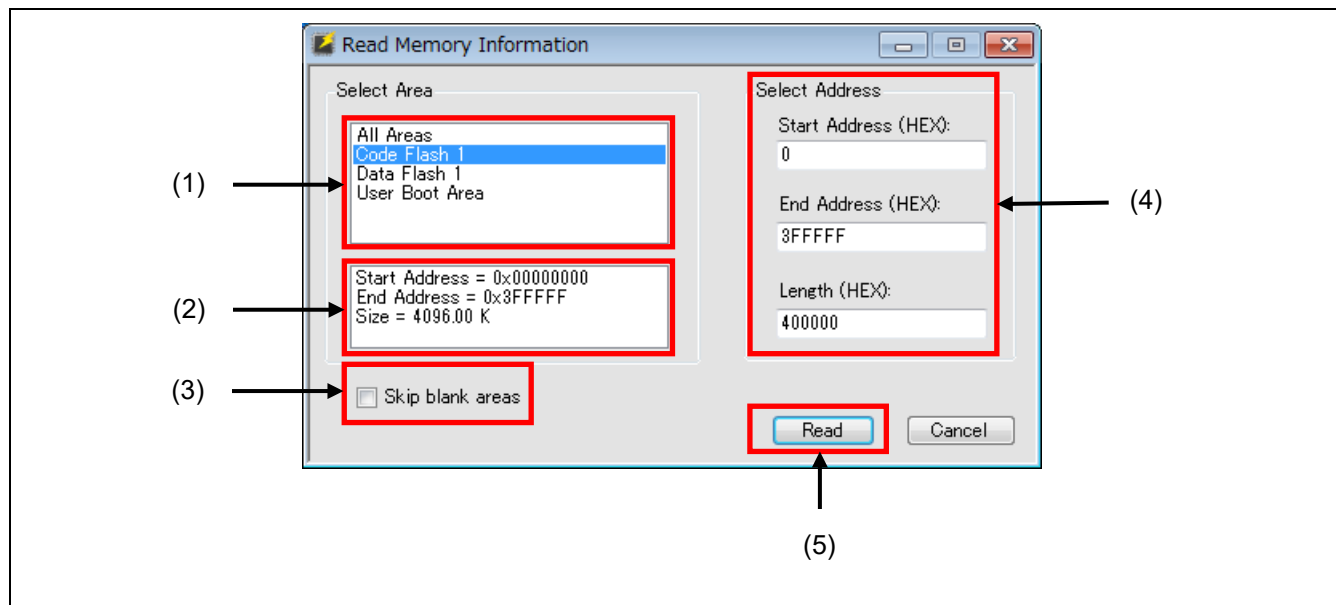 Read Memory Information
Select Area
All Areas
Code Flash 1
Data Flash 1
User Boot Area
(1)
Start Address = 0x00000000
End Address = 0x3FFFFF
Size = 4096.00 K
(2)
Skip blank areas
(3)
Select Address
Start Address (HEX):
0
End Address (HEX):
3FFFFF
Length (HEX):
400000
(4)
Read
Cancel
(5)